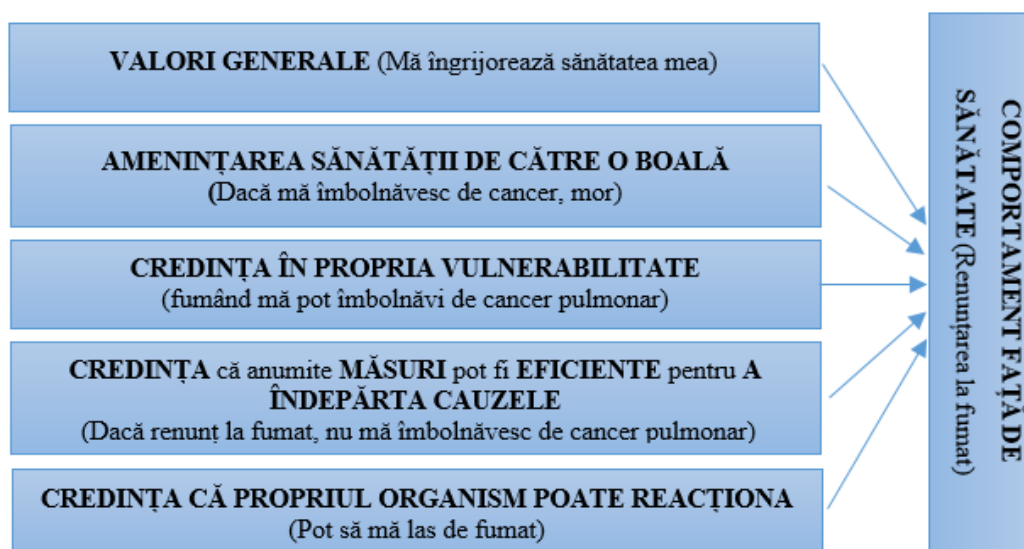 VALORI GENERALE (Mă îngrijorează sănătatea mea)
AMENINȚAREA SĂNĂTĂȚII DE CĂTRE O BOALĂ
(Dacă mă îmbolnăvesc de cancer, mor)
CREDINȚA ÎN PROPRIA VULNERABILITATE
(fumând mă pot îmbolnăvi de cancer pulmonar)
CREDINȚA că anumite MĂSURI pot fi EFICIENTE pentru A
ÎNDEPĂRTA CAUZELE
(Dacă renunț la fumat, nu mă îmbolnăvesc de cancer pulmonar)
CREDINȚA CĂ PROPRIUL ORGANISM POATE REACȚIONA
(Pot să mă las de fumat)
COMPORTAMENT FAȚĂ DE
SĂNĂTATE (Renunțarea la fumat)